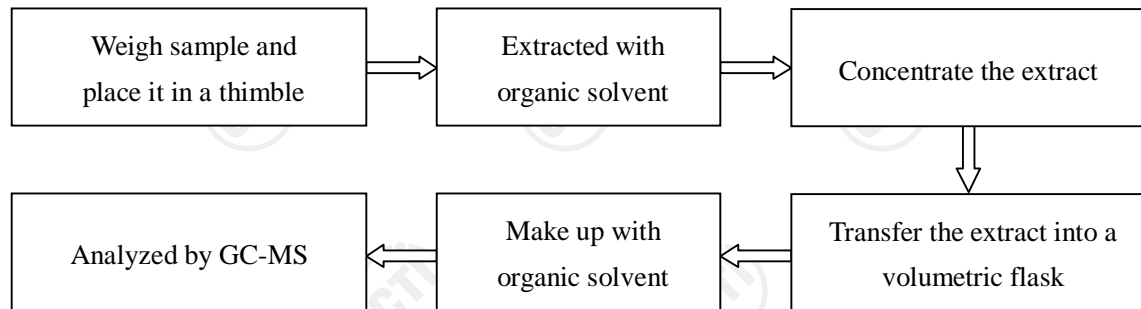 Weigh sample and
place it in a thimble
Extracted with
organic solvent
Concentrate the extract
Transfer the extract into a
volumetric flask
Make up with
organic solvent
Analyzed by GC-MS